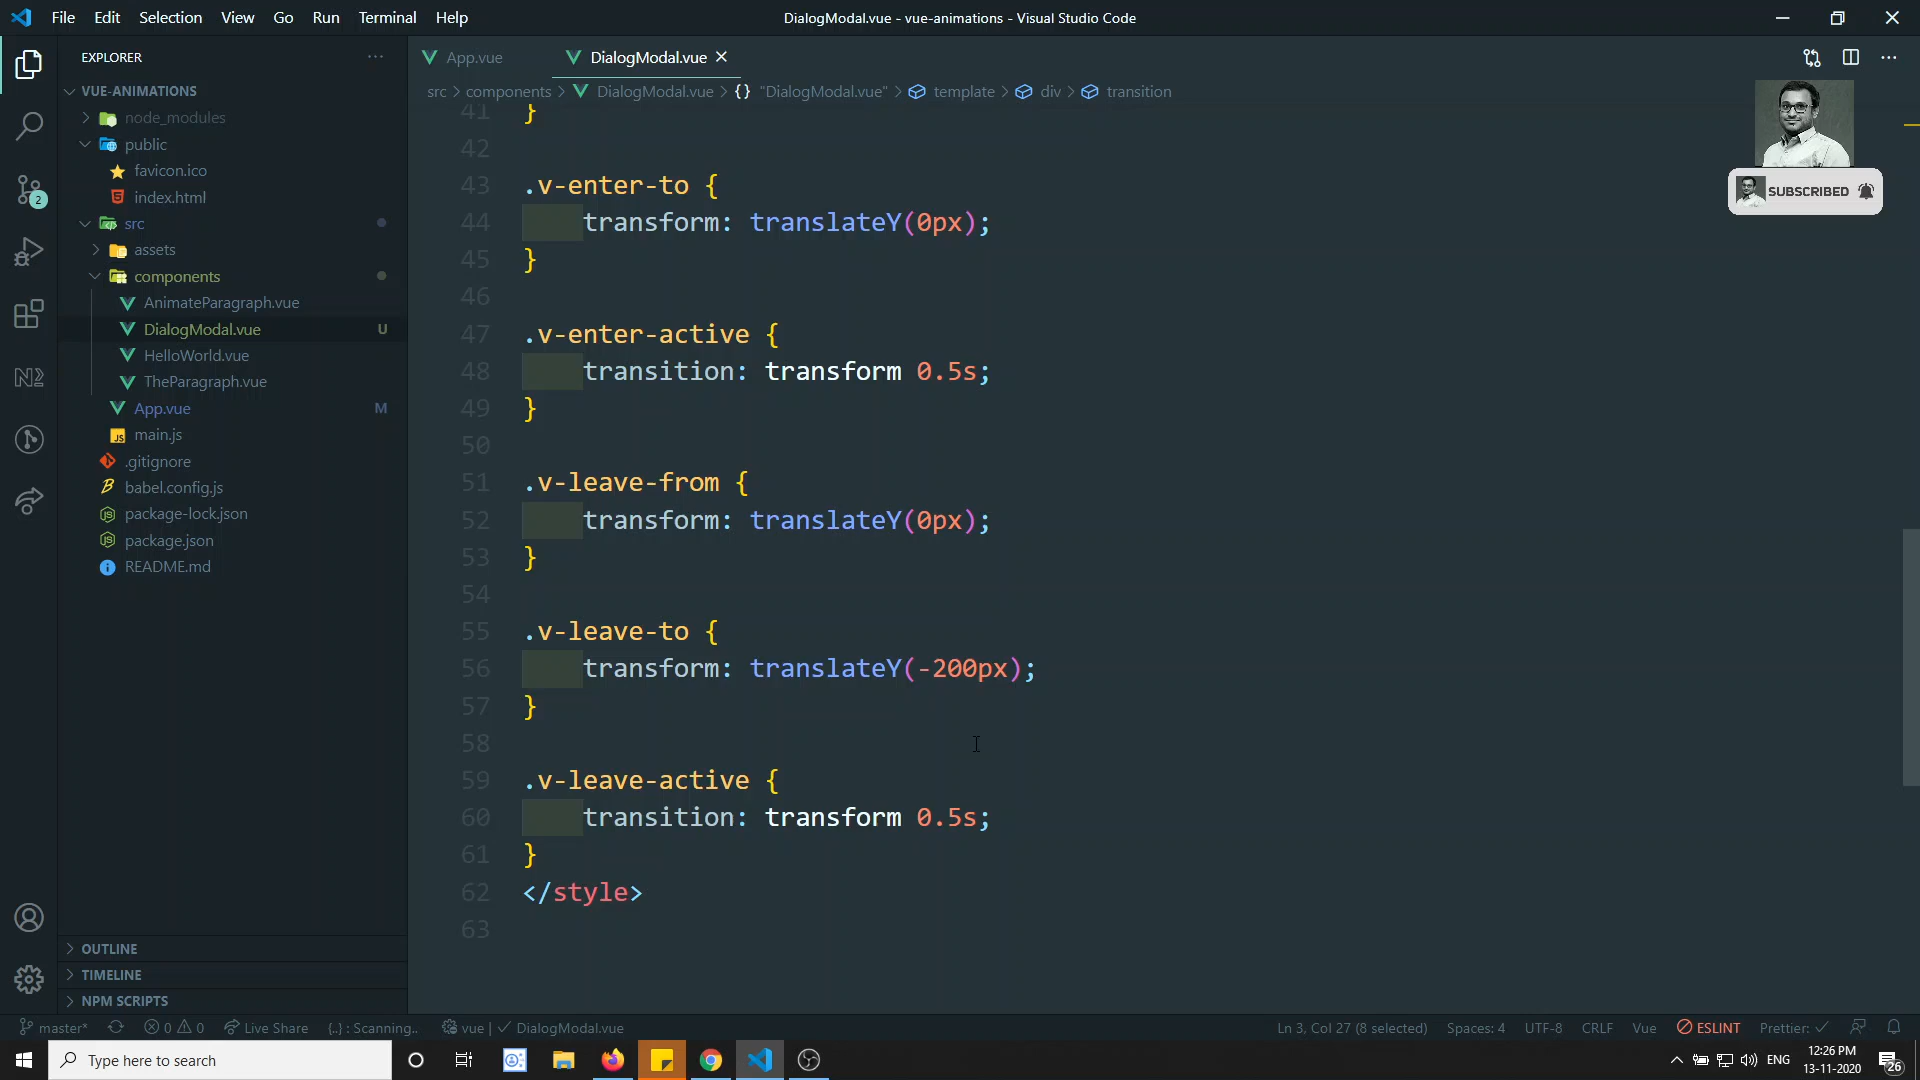 File Edit Selection View Go Run Terminal Help
DialogModal.vue - vue-animations - Visual Studio Code
EXPLORER
VUE-ANIMATIONS
node_modules
public
favicon.ico
index.html
src
assets
components
AnimateParagraph.vue
DialogModal.vue U
HelloWorld.vue
TheParagraph.vue
App.vue M
main.js
.gitignore
babel.config.js
package-lock.json
package.json
README.md
OUTLINE
TIMELINE
NPM SCRIPTS
2
App.vue
DialogModal.vue
src > components > DialogModal.vue > {} "DialogModal.vue" > template > div > transition
41 }
42
43 .v-enter-to {
44 transform: translateY(0px);
45 }
46
47 .v-enter-active {
48 transition: transform 0.5s;
49 }
50
51 .v-leave-from {
52 transform: translateY(0px);
53 }
54
55 .v-leave-to {
56 transform: translateY(-200px);
57 }
58
59 .v-leave-active {
60 transition: transform 0.5s;
61 }
62 </style>
63
SUBSCRIBED
master* 0 0 Live Share {..} : Scanning.. vue | DialogModal.vue
Ln 3, Col 27 (8 selected) Spaces: 4 UTF-8 CRLF Vue ESLINT Prettier:
Type here to search
ENG
12:26 PM
13-11-2020
26